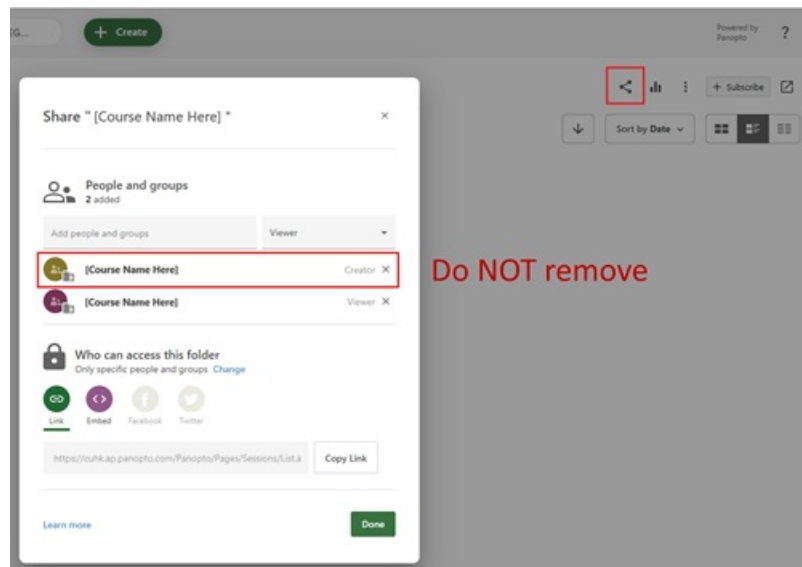 G...
+ Create
Powered by
Panopto
?
+ Subscribe
Sort by Date
Share " [Course Name Here] "
×
People and groups
2 added
Add people and groups
Viewer
[Course Name Here]
Creator ×
Do NOT remove
[Course Name Here]
Viewer ×
Who can access this folder
Only specific people and groups Change
Link
Embed
Facebook
Twitter
https://cuhk.ap.panopto.com/Panopto/Pages/Sessions/List.a
Copy Link
Learn more
Done